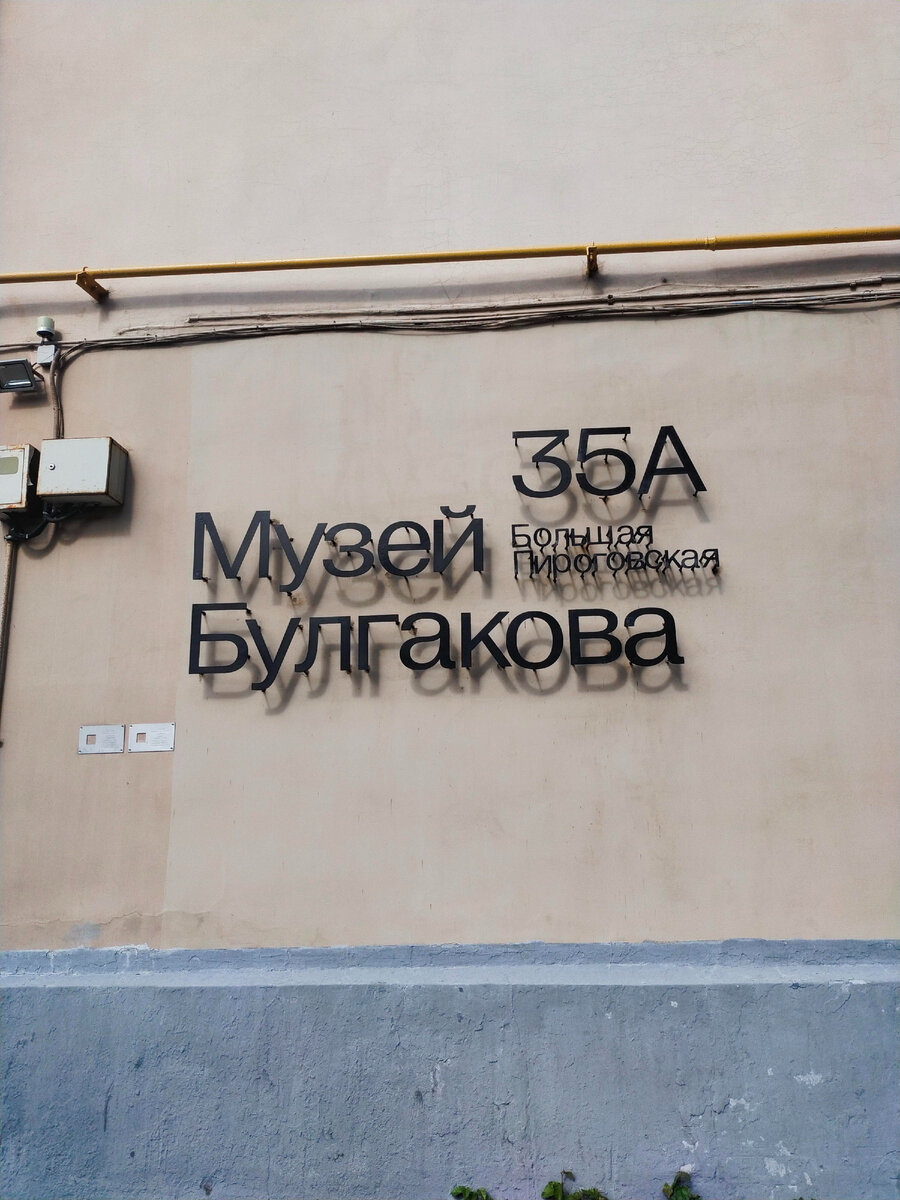 35А
Музей
Большая
Пироговская
Булгакова